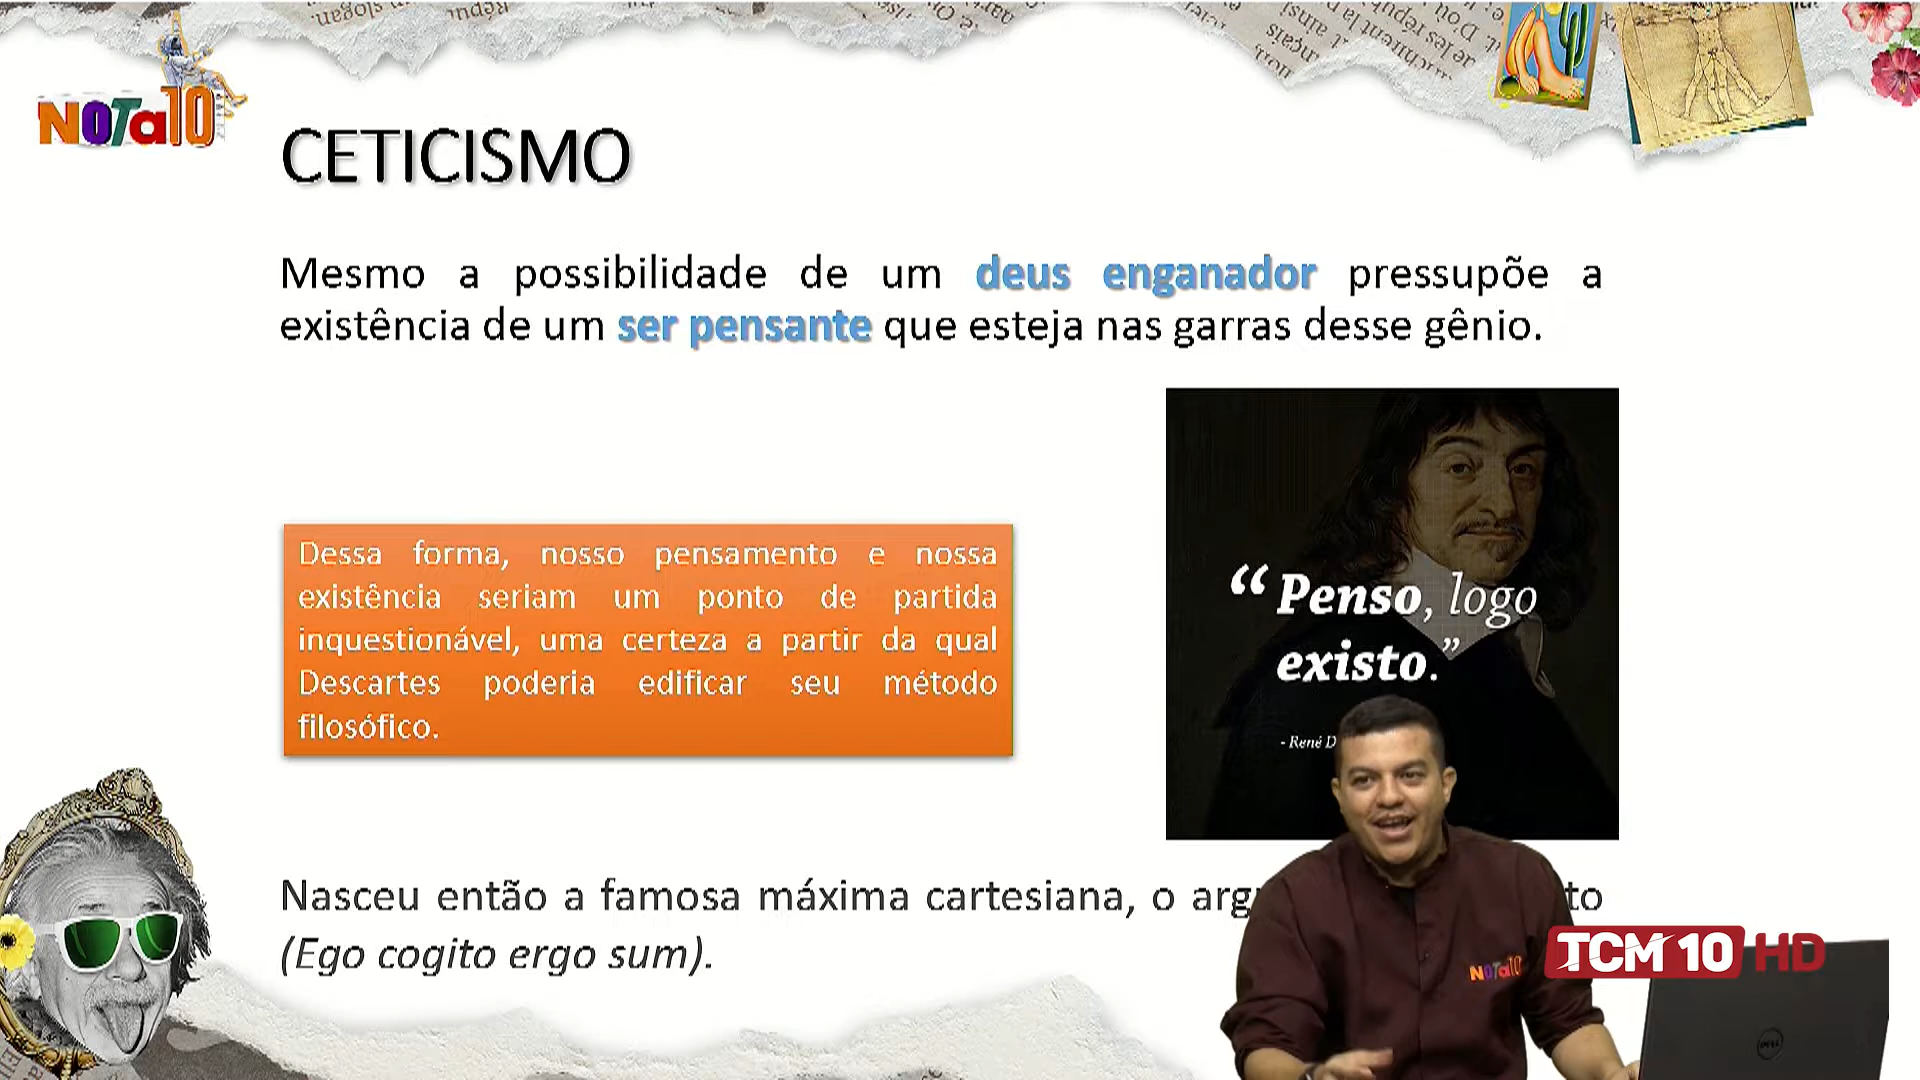 NOTa10
CETICISMO
Mesmo a possibilidade de um deus enganador pressupõe a
existência de um ser pensante que esteja nas garras desse gênio.
Dessa forma, nosso pensamento e nossa
existência seriam um ponto de partida
inquestionável, uma certeza a partir da qual
Descartes poderia edificar seu método
filosófico.
“Penso, logo
existo.”
- René D
Nasceu então a famosa máxima cartesiana, o arg to
(Ego cogito ergo sum).
NOTa10
TCM 10 HD
DELL